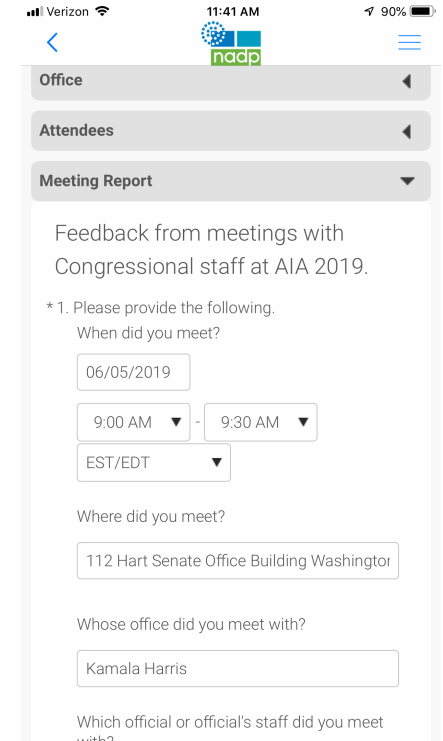 Verizon 11:41 AM 90%
nadp
Office
Attendees
Meeting Report
Feedback from meetings with
Congressional staff at AIA 2019.
* 1. Please provide the following.
When did you meet?
06/05/2019
9:00 AM - 9:30 AM
EST/EDT
Where did you meet?
112 Hart Senate Office Building Washington
Whose office did you meet with?
Kamala Harris
Which official or official's staff did you meet
with?